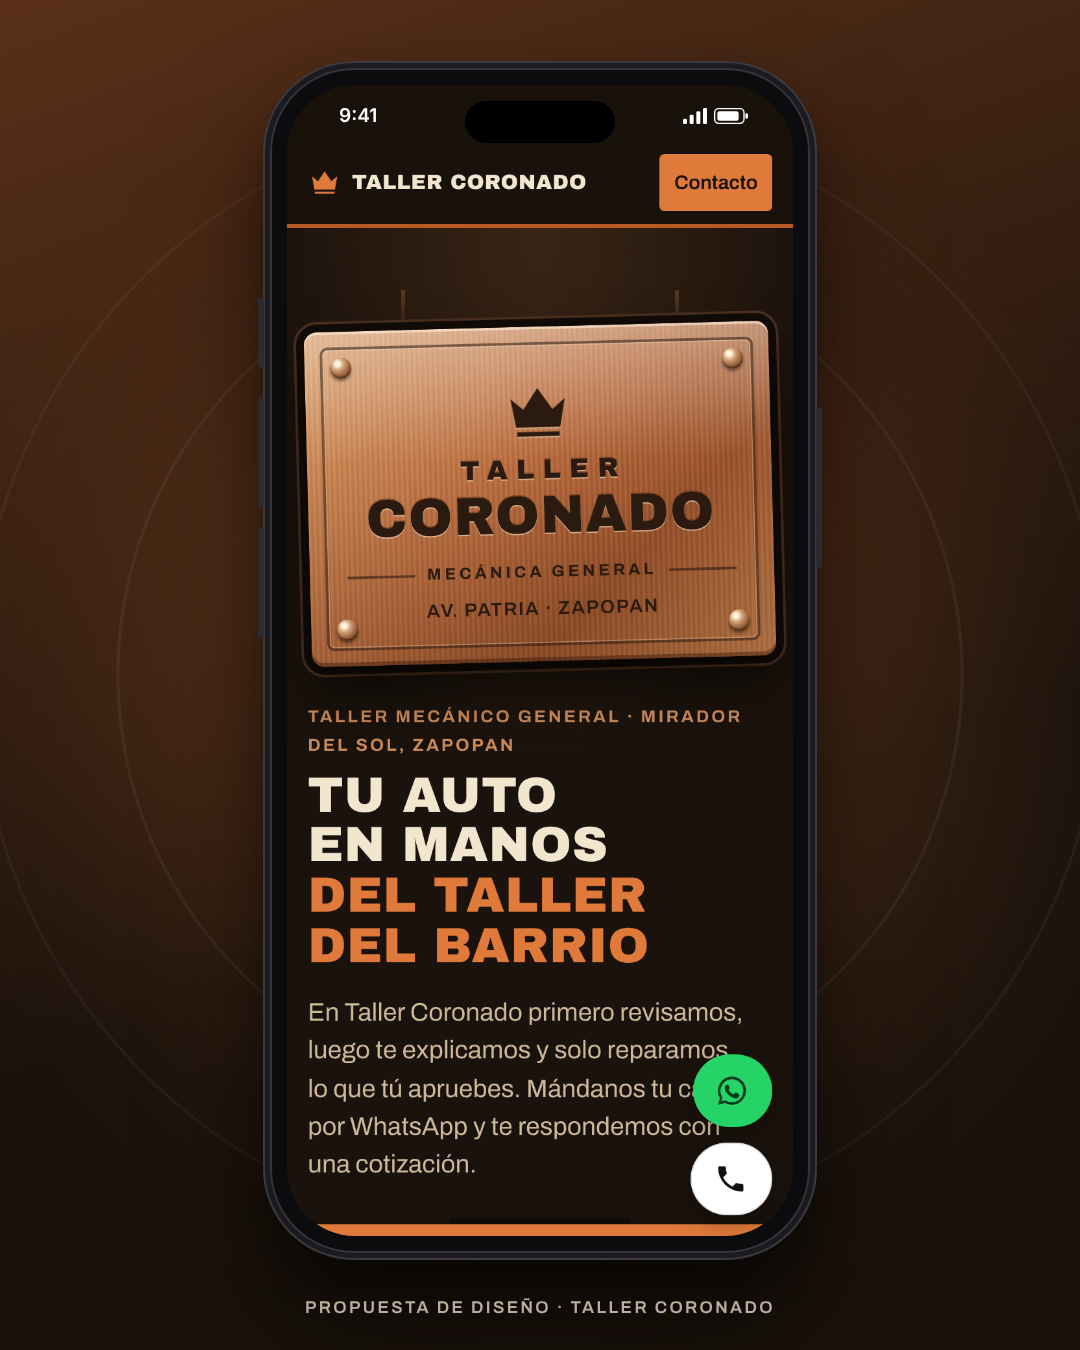 9:41
TALLER CORONADO
Contacto
TALLER
CORONADO
MECÁNICA GENERAL
AV. PATRIA · ZAPOPAN
TALLER MECÁNICO GENERAL · MIRADOR
DEL SOL, ZAPOPAN
TU AUTO
EN MANOS
DEL TALLER
DEL BARRIO
En Taller Coronado primero revisamos,
luego te explicamos y solo reparamos
lo que tú apruebes. Mándanos tu
por WhatsApp y te respondemos con
una cotización.
PROPUESTA DE DISEÑO · TALLER CORONADO